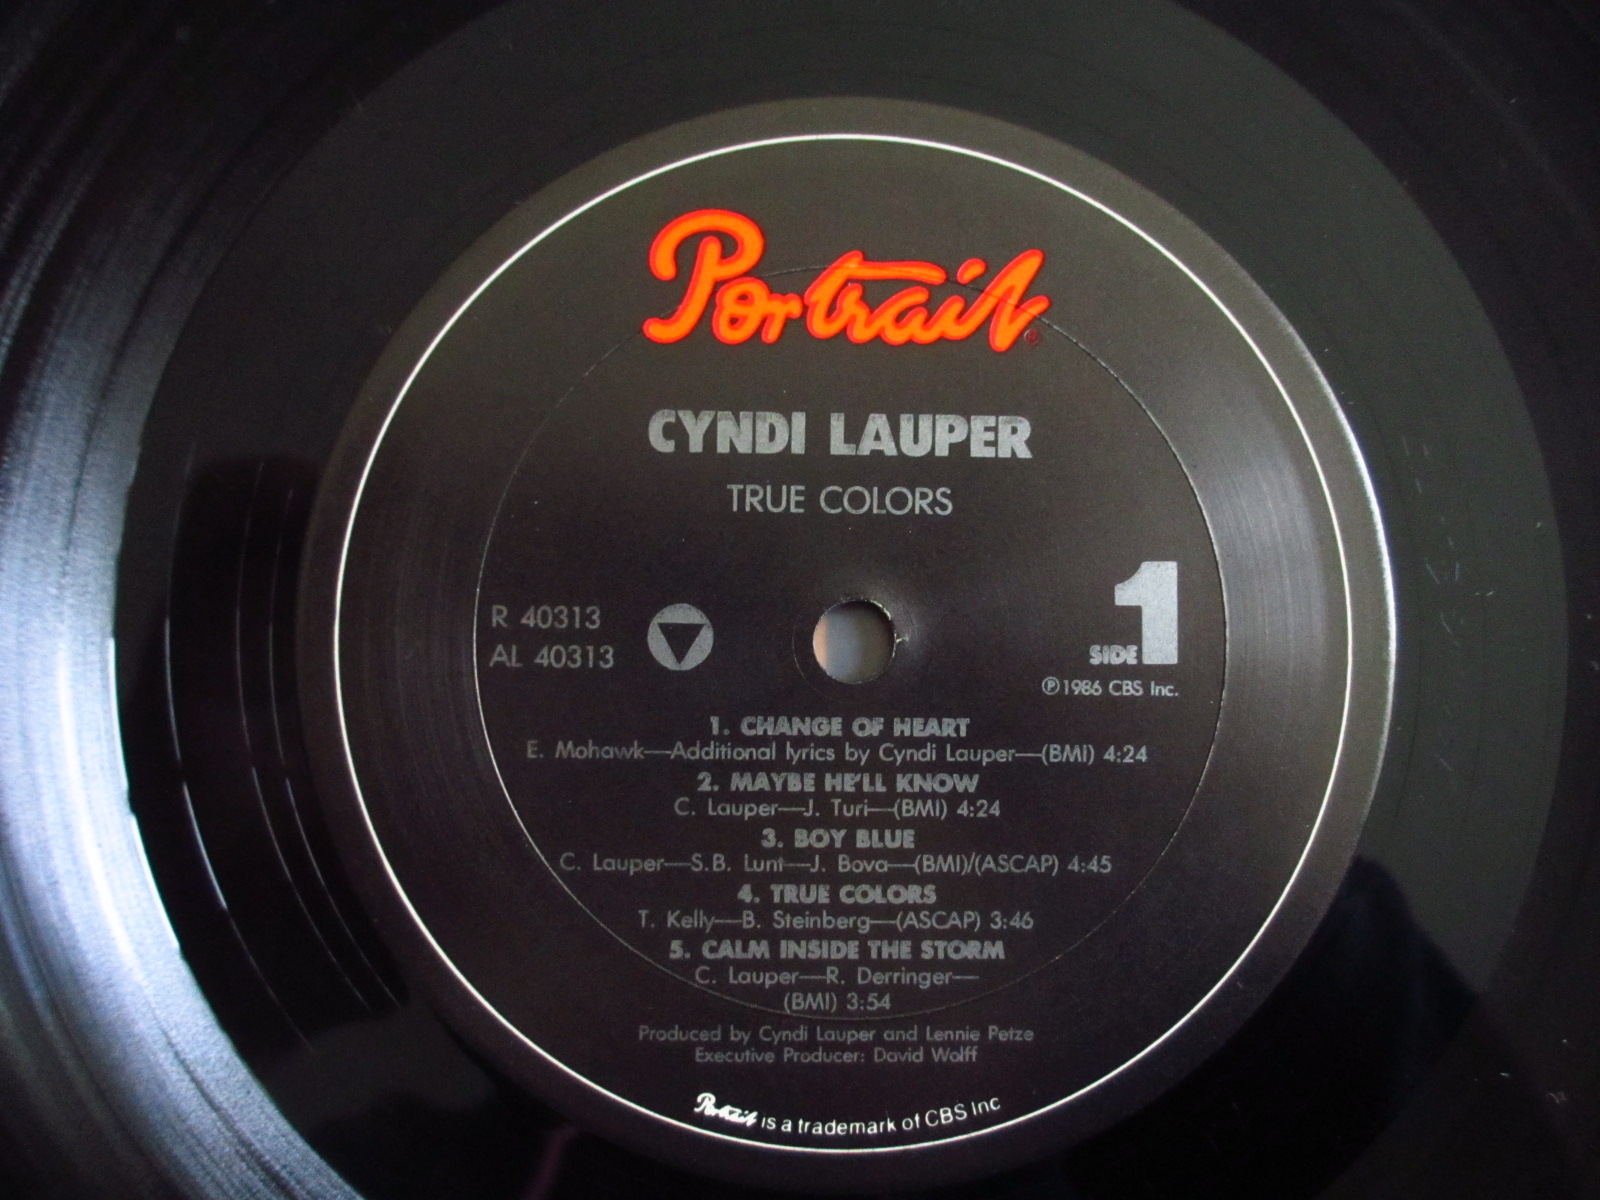 Portrait®
CYNDI LAUPER
TRUE COLORS
R 40313
AL 40313
SIDE 1
℗1986 CBS Inc.
1. CHANGE OF HEART
E. Mohawk—Additional lyrics by Cyndi Lauper—(BMI) 4:24
2. MAYBE HE'LL KNOW
C. Lauper—J. Turi—(BMI) 4:24
3. BOY BLUE
C. Lauper—S.B. Lunt—J. Bova—(BMI)/(ASCAP) 4:45
4. TRUE COLORS
T. Kelly—B. Steinberg—(ASCAP) 3:46
5. CALM INSIDE THE STORM
C. Lauper—R. Derringer—
(BMI) 3:54
Produced by Cyndi Lauper and Lennie Petze
Executive Producer: David Wolff
Portrait is a trademark of CBS Inc